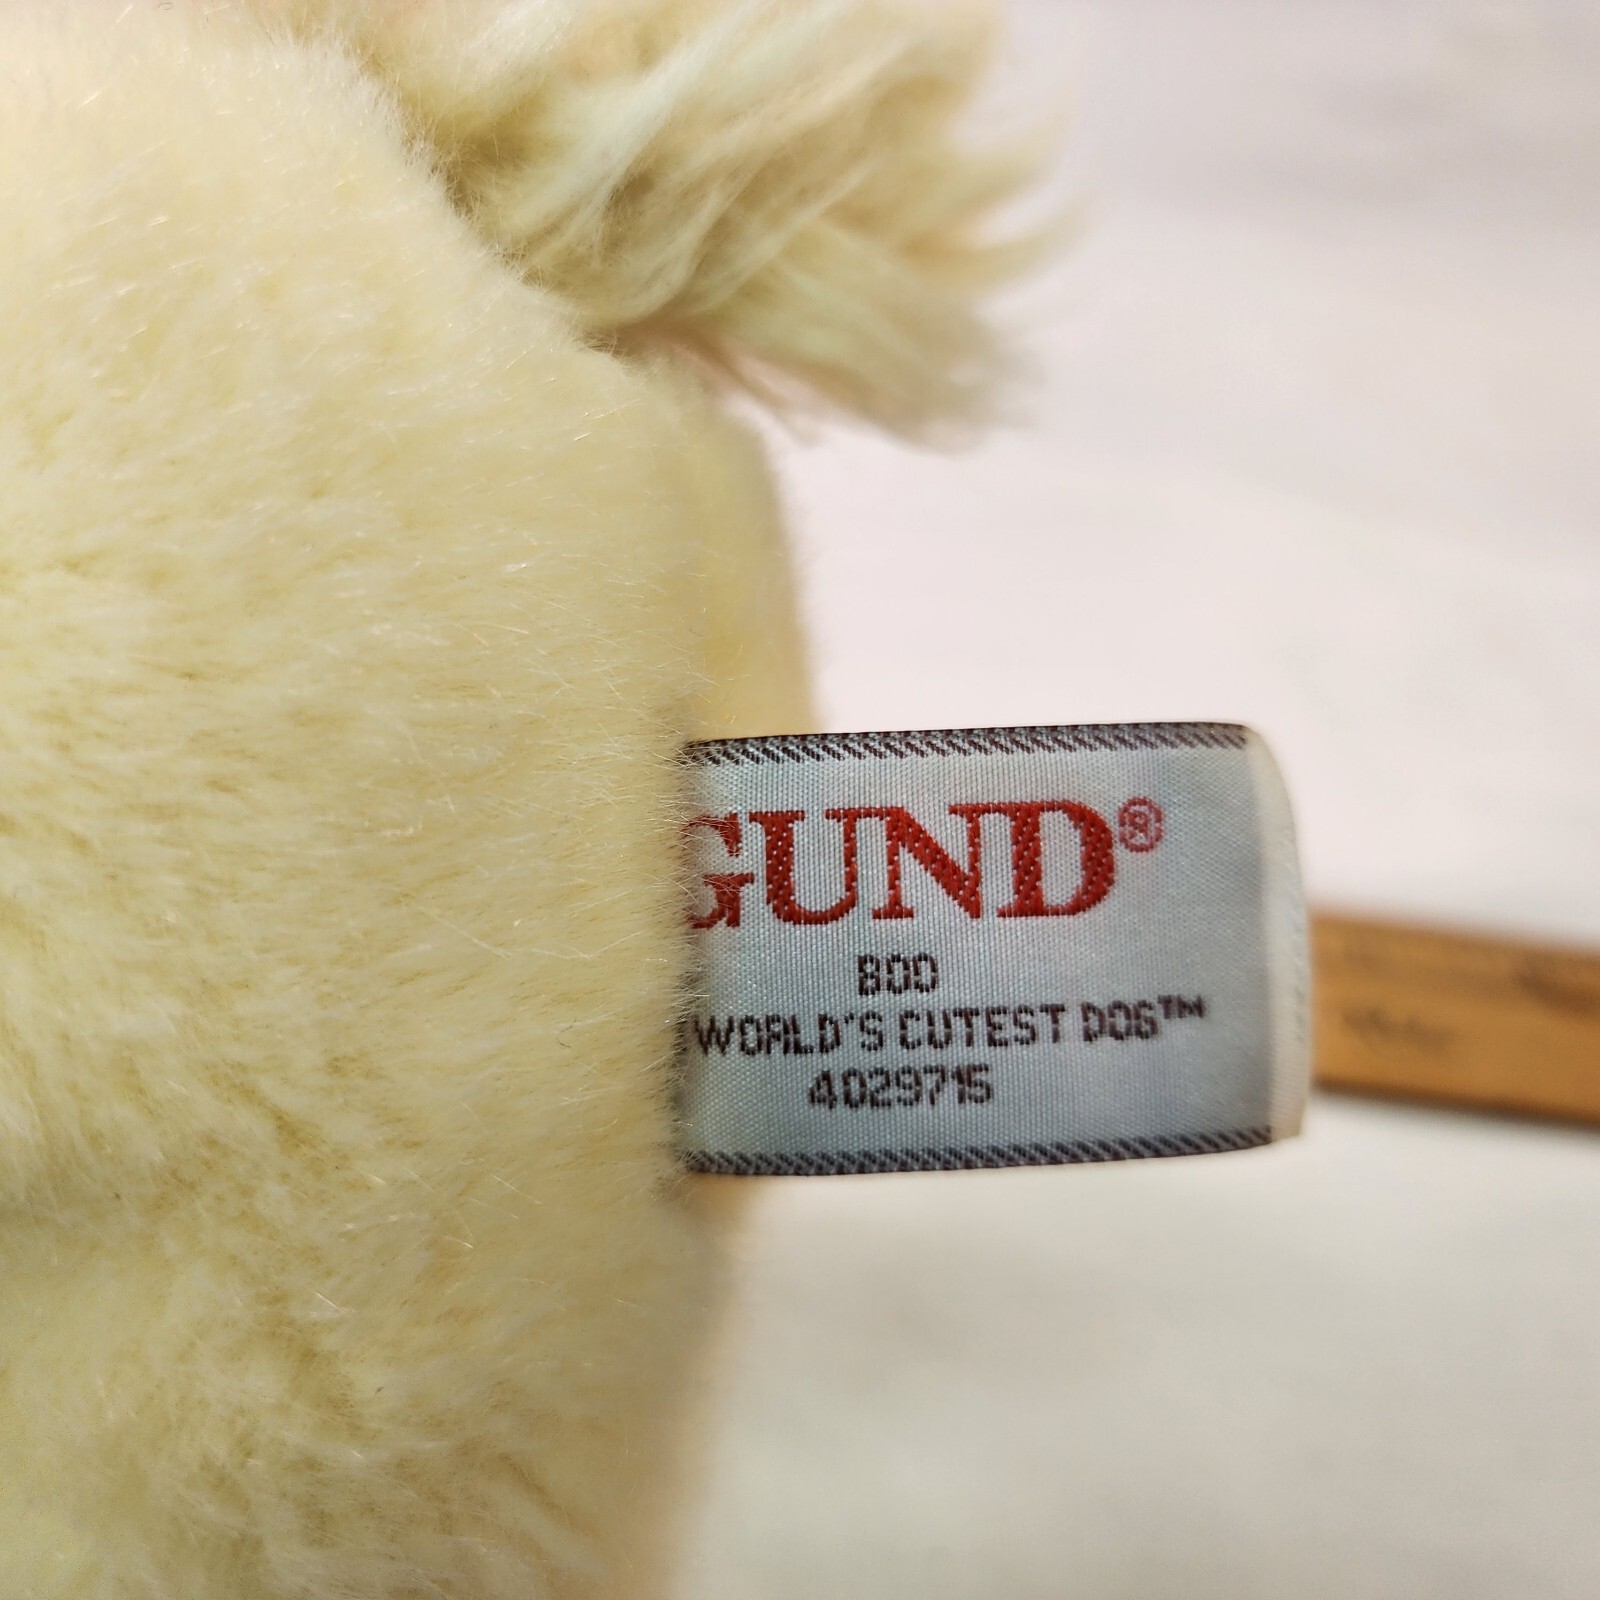 GUND®
BOO
WORLD'S CUTEST DOG™
4029715